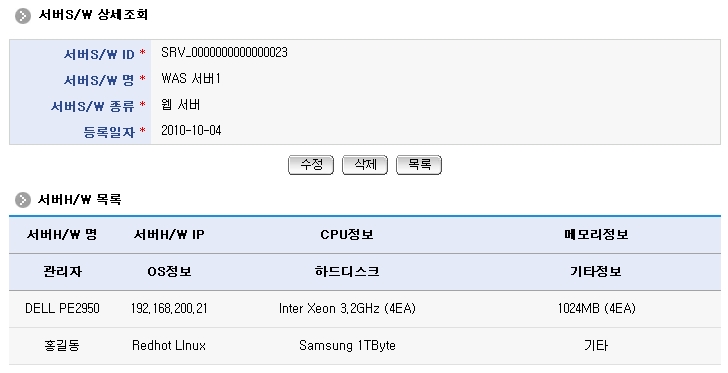 서버S/W 상세조회
서버S/W ID * SRV_0000000000000023
서버S/W 명 * WAS 서버1
서버S/W 종류 * 웹 서버
등록일자 * 2010-10-04
수정 삭제 목록
서버H/W 목록
서버H/W 명 서버H/W IP CPU정보 메모리정보
관리자 OS정보 하드디스크 기타정보
DELL PE2950 192.168.200.21 Inter Xeon 3.2GHz (4EA) 1024MB (4EA)
홍길동 Redhot LInux Samsung 1TByte 기타